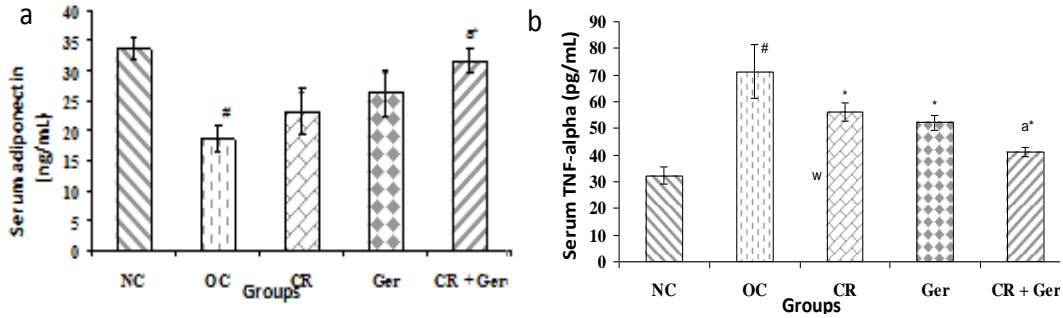 a
Serum adiponectin
[ng/mL)
40
35
30
25
20
15
10
5
0
#
*
*
a*
NC OC CR Ger CR + Ger
Groups
b
Serum TNF-alpha (pg/mL)
90
80
70
60
50
40
30
20
10
0
#
*
*
a*
w
NC OC CR Ger CR + Ger
Groups